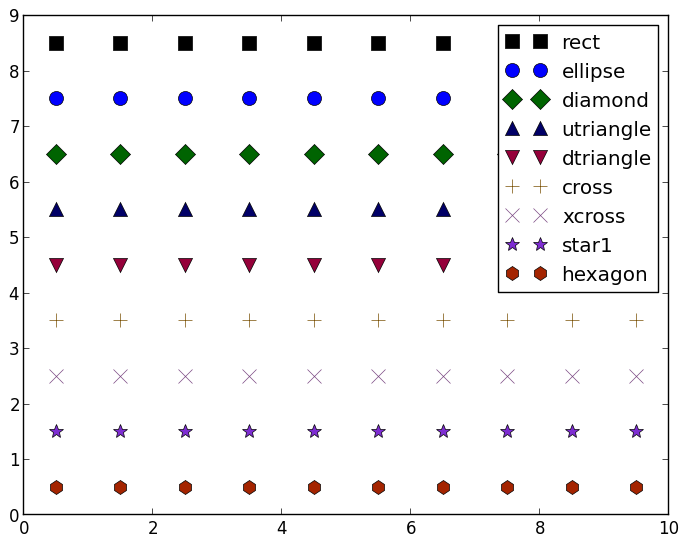 9
8
7
6
5
4
3
2
1
0
rect
ellipse
diamond
utriangle
dtriangle
cross
xcross
star1
hexagon
0 2 4 6 8 10